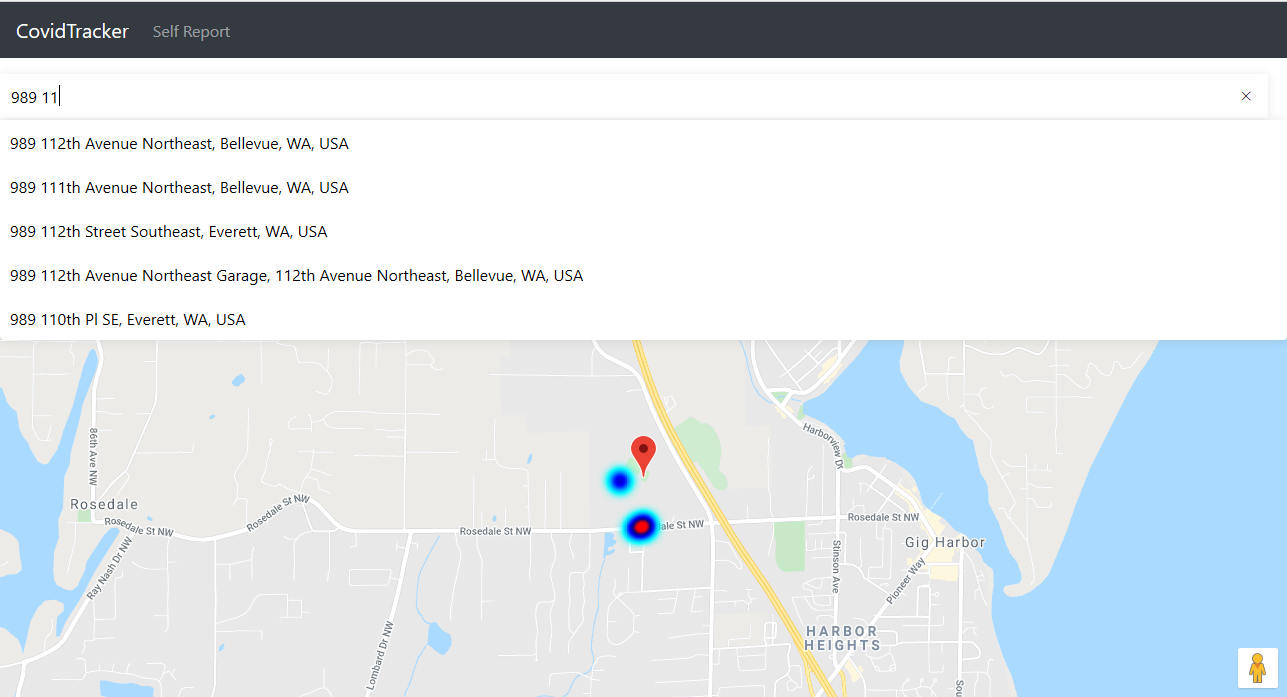 CovidTracker Self Report
989 11
989 112th Avenue Northeast, Bellevue, WA, USA
989 111th Avenue Northeast, Bellevue, WA, USA
989 112th Street Southeast, Everett, WA, USA
989 112th Avenue Northeast Garage, 112th Avenue Northeast, Bellevue, WA, USA
989 110th Pl SE, Everett, WA, USA
86th Ave NW
Harborview Dr
Rosedale
Rosedale St NW
Rosedale St NW
Rosedale St NW
dale St NW
Rosedale St NW
Gig Harbor
Ray Nash Dr NW
Stinson Ave
Pioneer Way
HARBOR
HEIGHTS
Lombard Dr NW
Sou